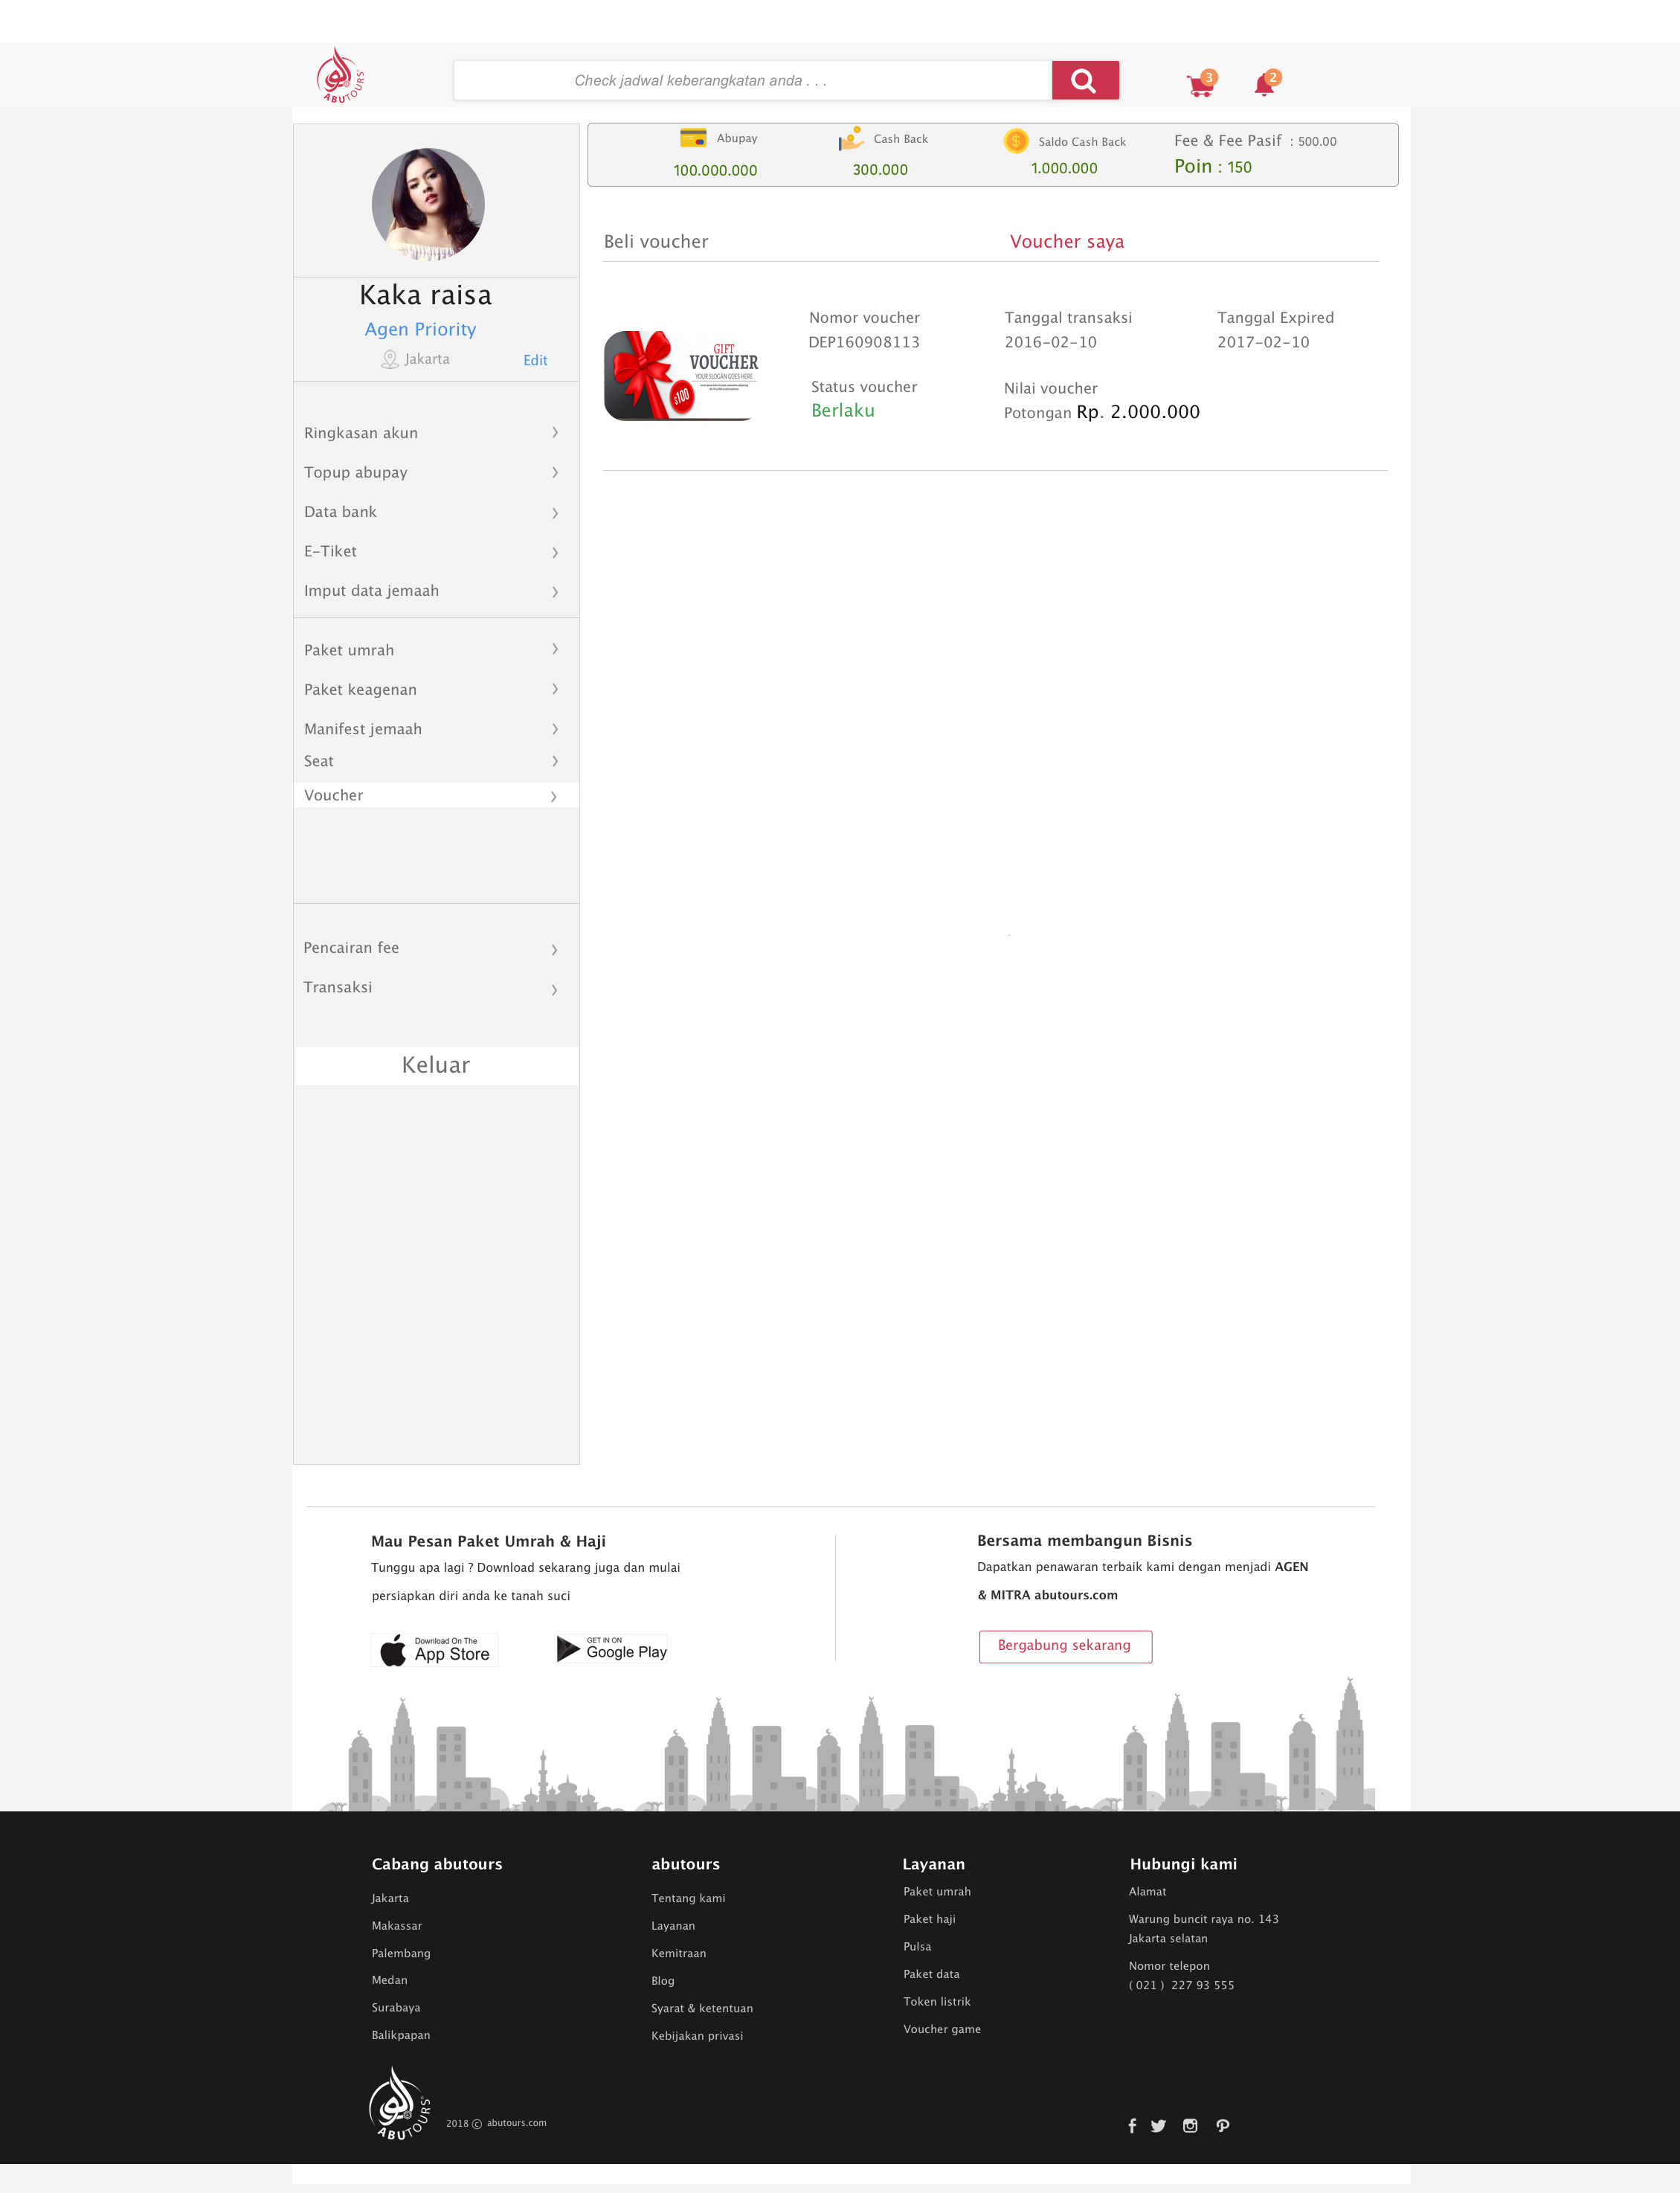 ABUTOURS
Check jadwal keberangkatan anda . . .
3
2
Abupay
100.000.000
Cash Back
300.000
Saldo Cash Back
1.000.000
Fee & Fee Pasif : 500.00
Poin : 150
Kaka raisa
Agen Priority
Jakarta
Edit
Ringkasan akun
Topup abupay
Data bank
E-Tiket
Imput data jemaah
Paket umrah
Paket keagenan
Manifest jemaah
Seat
Voucher
Pencairan fee
Transaksi
Keluar
Beli voucher
Voucher saya
GIFT
VOUCHER
YOUR SLOGAN GOES HERE
$100
Nomor voucher
DEP160908113
Tanggal transaksi
2016-02-10
Tanggal Expired
2017-02-10
Status voucher
Berlaku
Nilai voucher
Potongan Rp. 2.000.000
Mau Pesan Paket Umrah & Haji
Tunggu apa lagi ? Download sekarang juga dan mulai
persiapkan diri anda ke tanah suci
Download On The
App Store
GET IN ON
Google Play
Bersama membangun Bisnis
Dapatkan penawaran terbaik kami dengan menjadi AGEN
& MITRA abutours.com
Bergabung sekarang
Cabang abutours
Jakarta
Makassar
Palembang
Medan
Surabaya
Balikpapan
abutours
Tentang kami
Layanan
Kemitraan
Blog
Syarat & ketentuan
Kebijakan privasi
Layanan
Paket umrah
Paket haji
Pulsa
Paket data
Token listrik
Voucher game
Hubungi kami
Alamat
Warung buncit raya no. 143
Jakarta selatan
Nomor telepon
( 021 ) 227 93 555
ABUTOURS
2018 © abutours.com